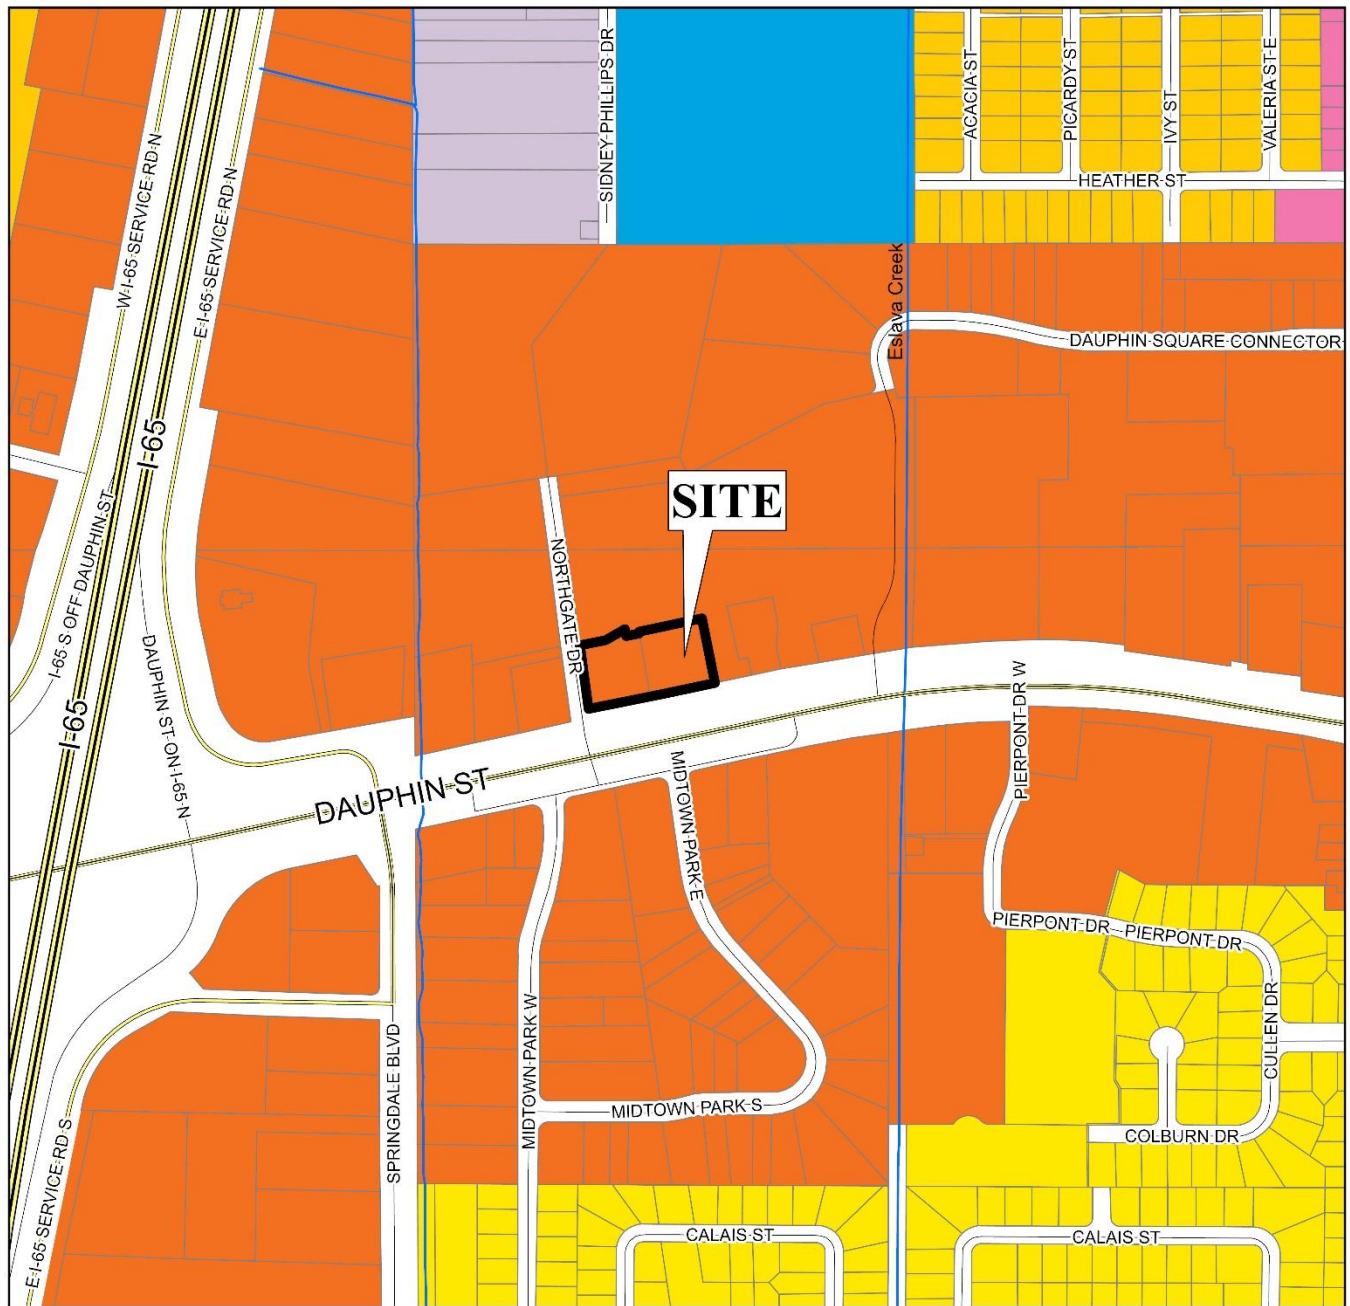 SIDNEY PHILLIPS DR
ACACIA ST
PICARDY ST
IVY ST
VALERIA ST E
HEATHER ST
W I-65 SERVICE RD N
E I-65 SERVICE RD N
Eslava Creek
DAUPHIN SQUARE CONNECTOR
I-65
SITE
I-65 S OFF DAUPHIN ST
NORTHGATE DR
DAUPHIN ST ON I-65 N
I-65
PIERPONT DR W
DAUPHIN ST
MIDTOWN PARK E
PIERPONT DR
PIERPONT DR
CULLEN DR
MIDTOWN PARK W
SPRINGDALE BLVD
MIDTOWN PARK S
COLBURN DR
E I-65 SERVICE RD S
CALAIS ST
CALAIS ST